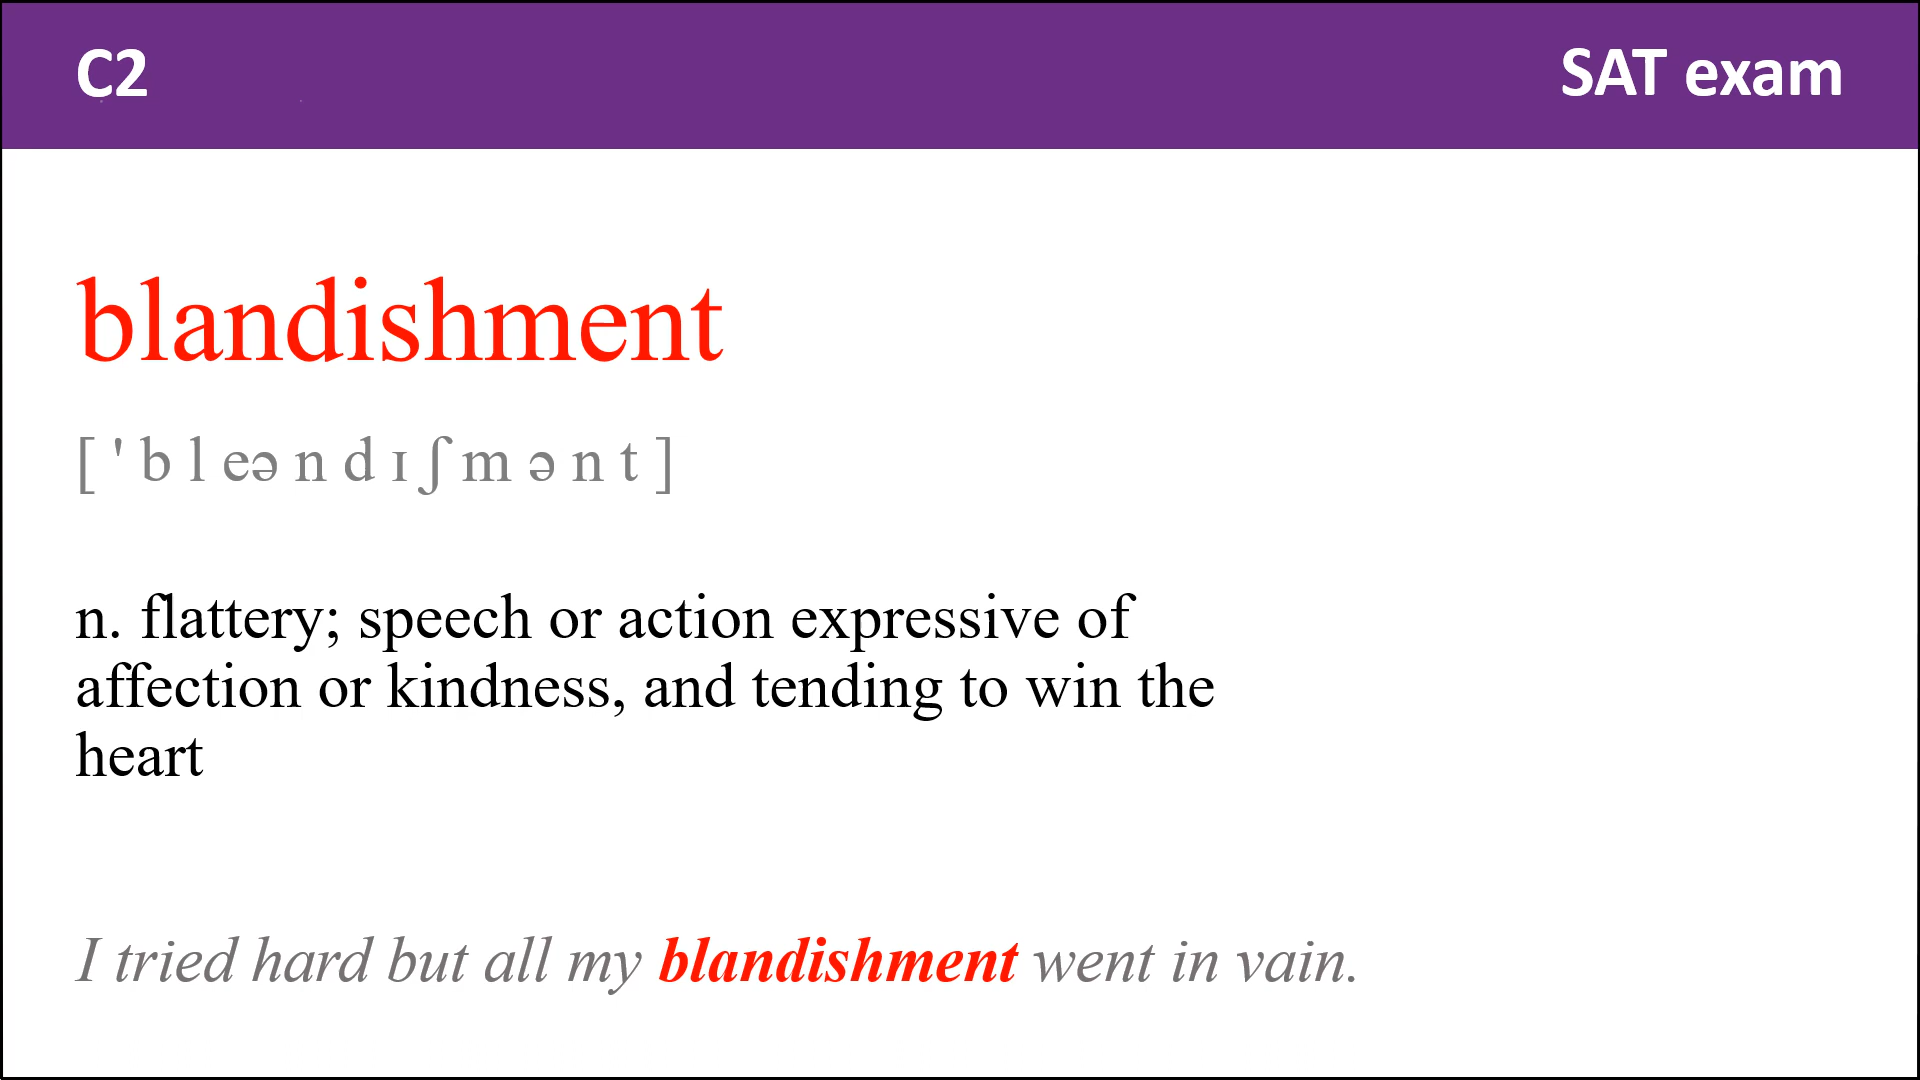 C2
SAT exam
blandishment
[ ' b l eə n d ɪ ʃ m ə n t ]
n. flattery; speech or action expressive of
affection or kindness, and tending to win the
heart
I tried hard but all my blandishment went in vain.